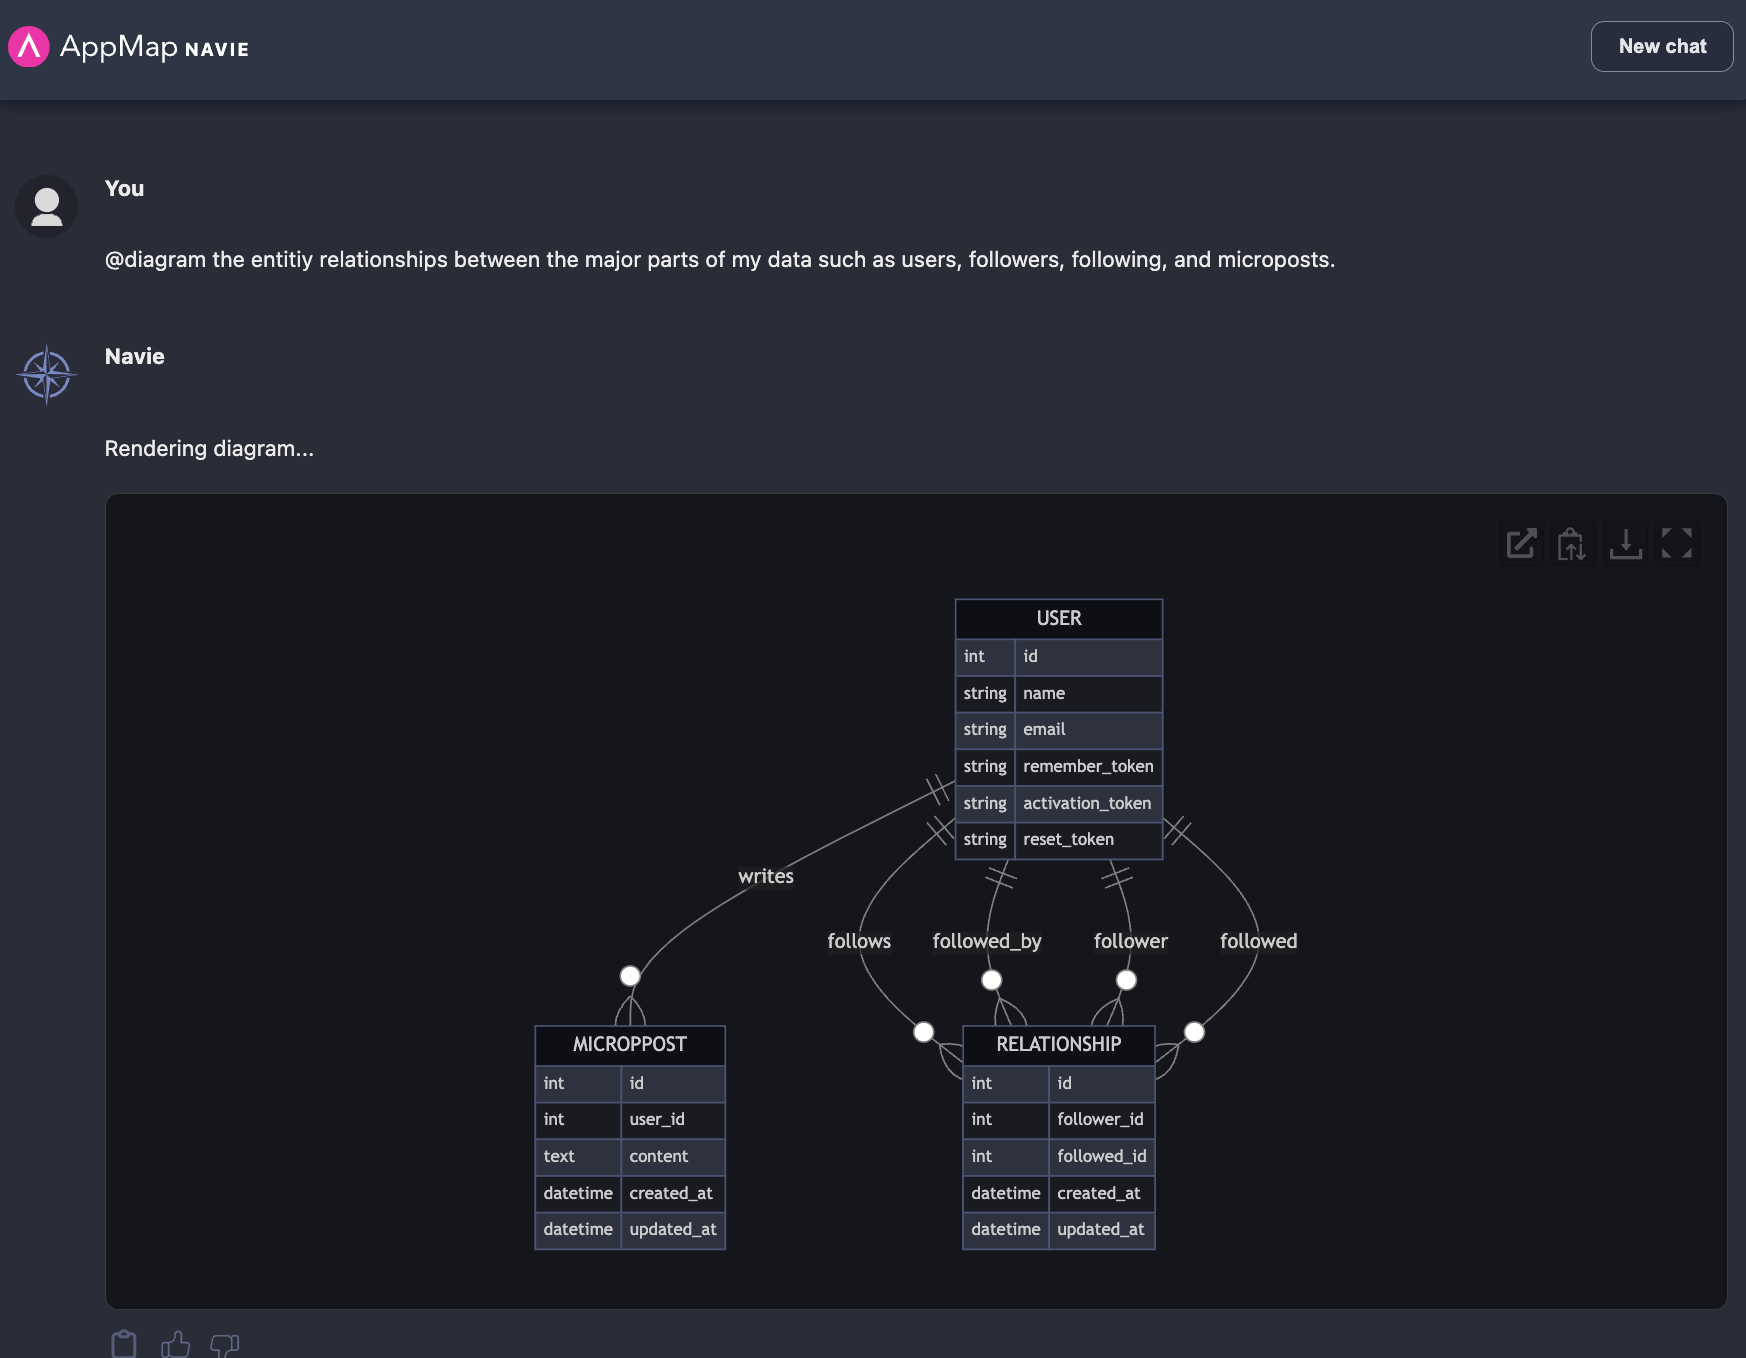 AppMap NAVIE
New chat
You
@diagram the entitiy relationships between the major parts of my data such as users, followers, following, and microposts.
Navie
Rendering diagram...
USER
int id
string name
string email
string remember_token
string activation_token
string reset_token
writes
follows
followed_by
follower
followed
MICROPPOST
int id
int user_id
text content
datetime created_at
datetime updated_at
RELATIONSHIP
int id
int follower_id
int followed_id
datetime created_at
datetime updated_at